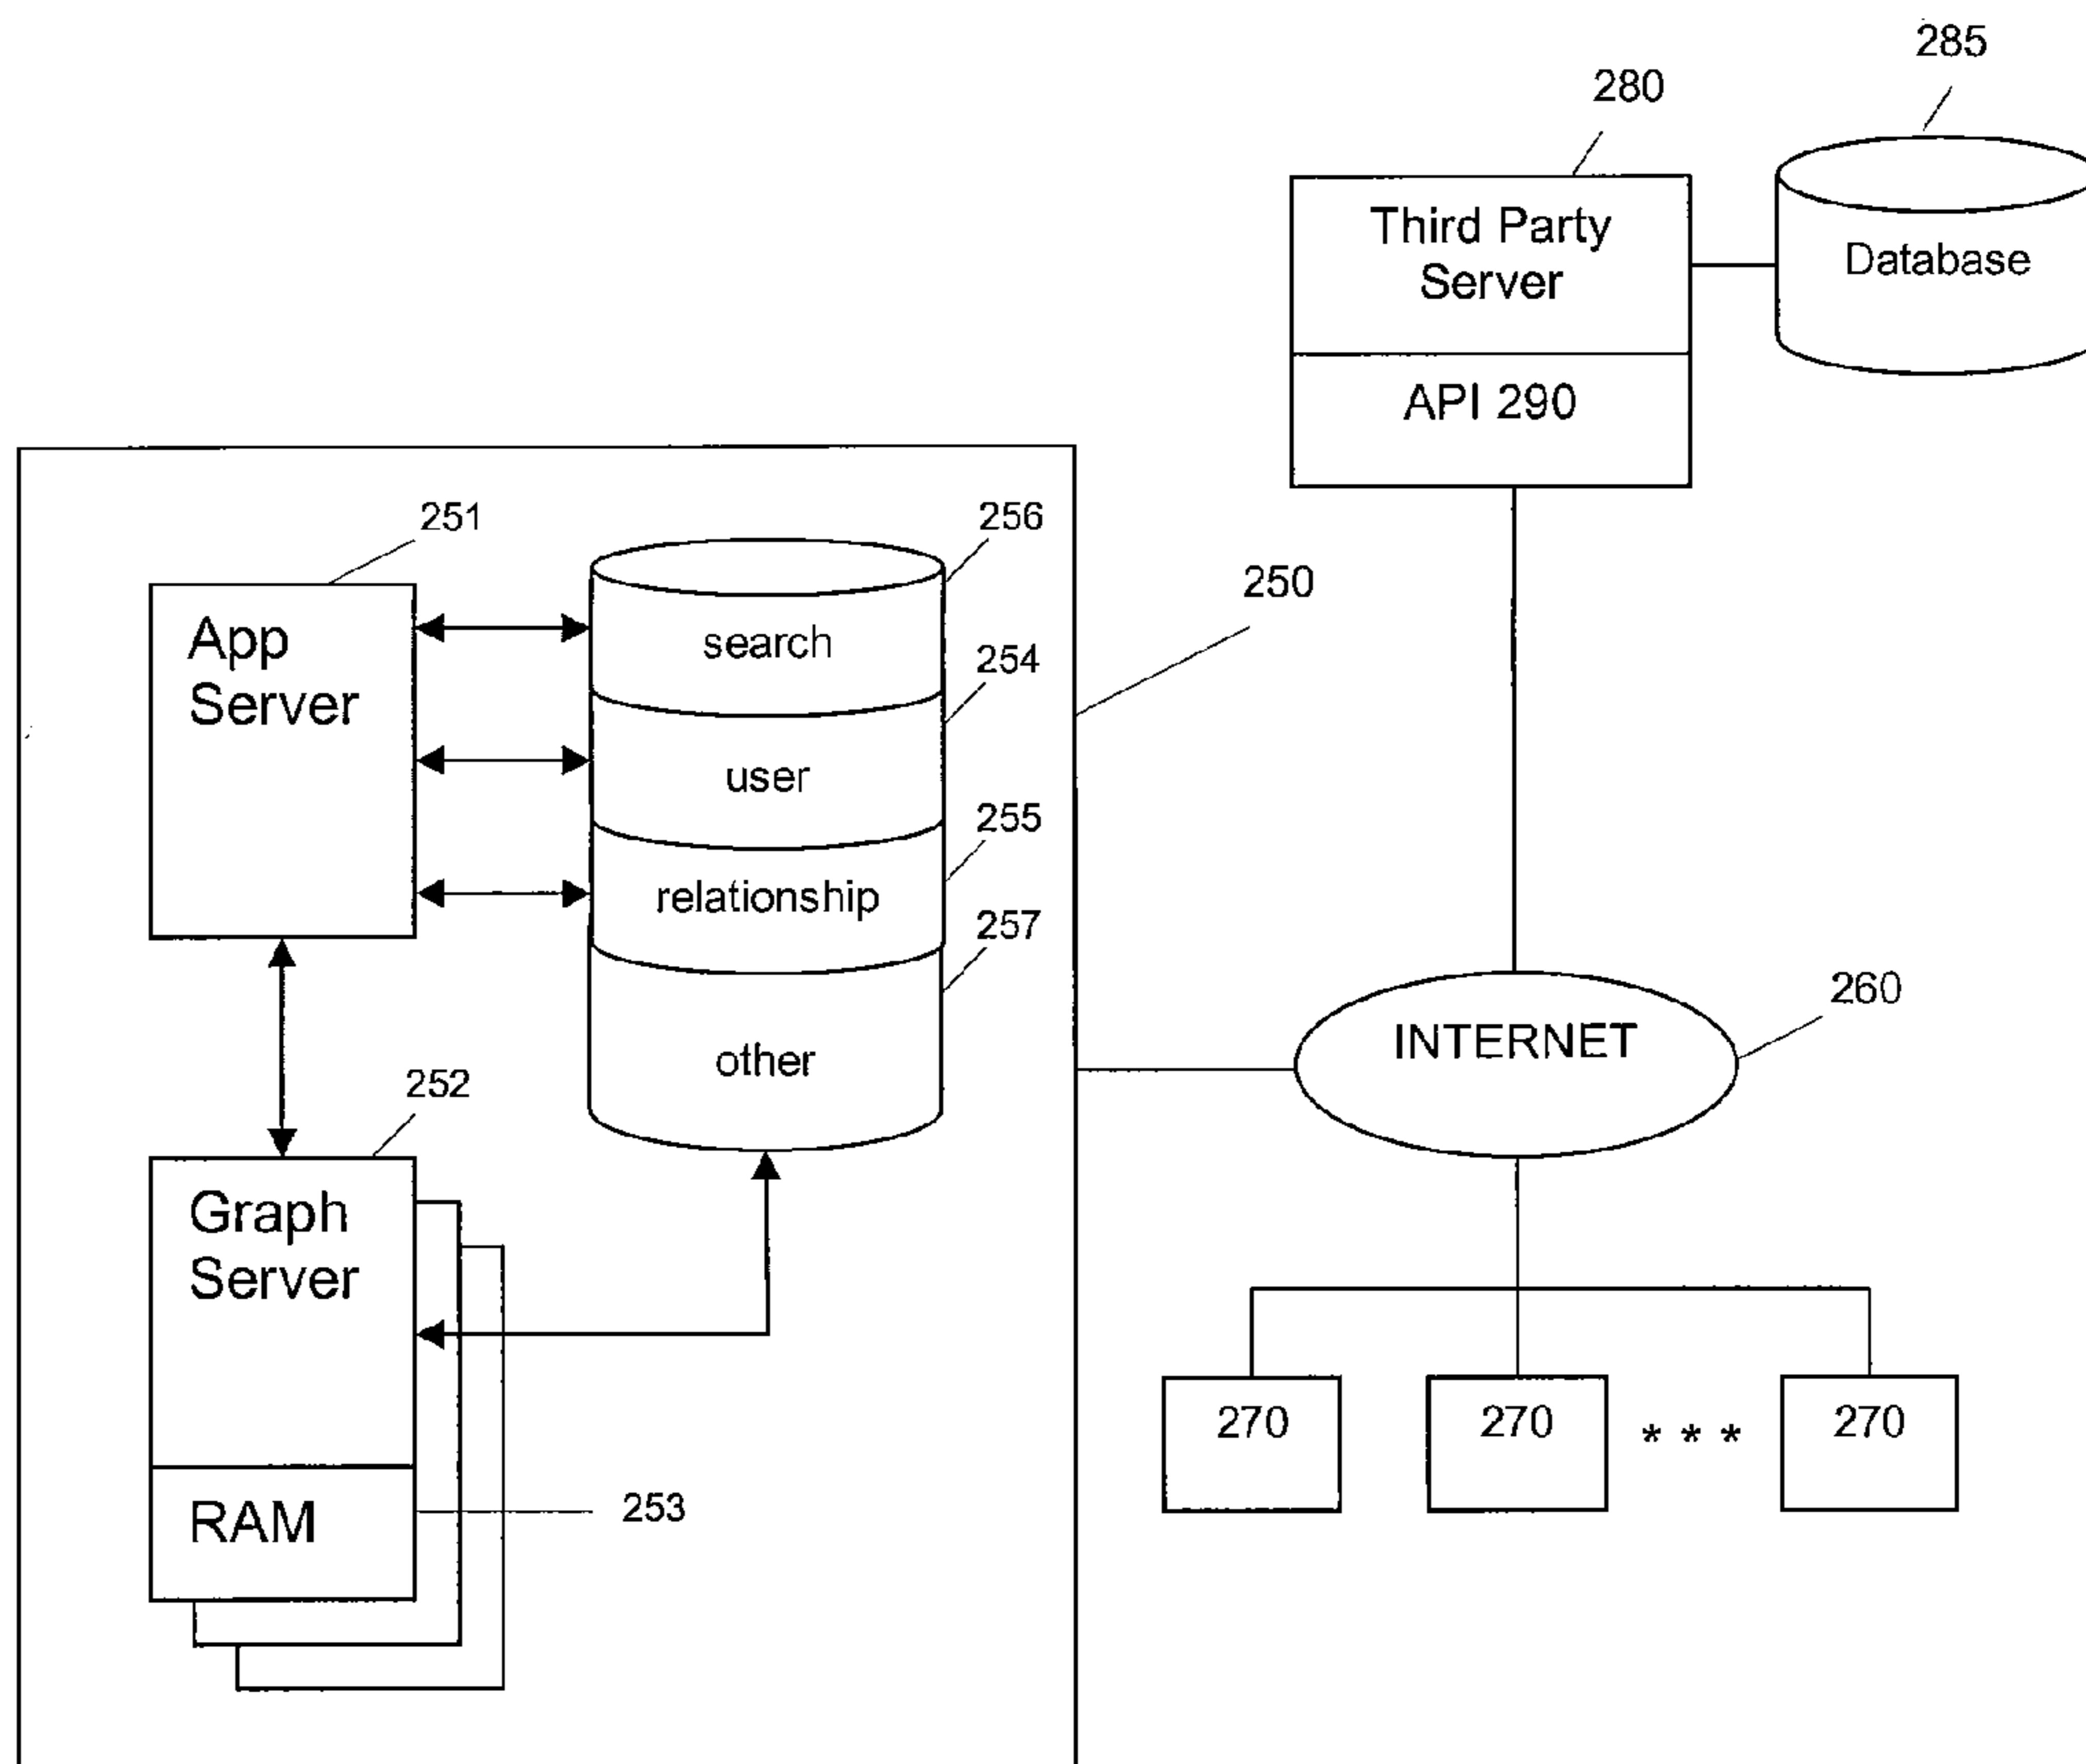 285
280
Third Party
Server
Database
API 290
251
256
App
Server
search
254
250
user
255
relationship
257
260
INTERNET
other
252
Graph
Server
270
270
* * *
270
RAM
253